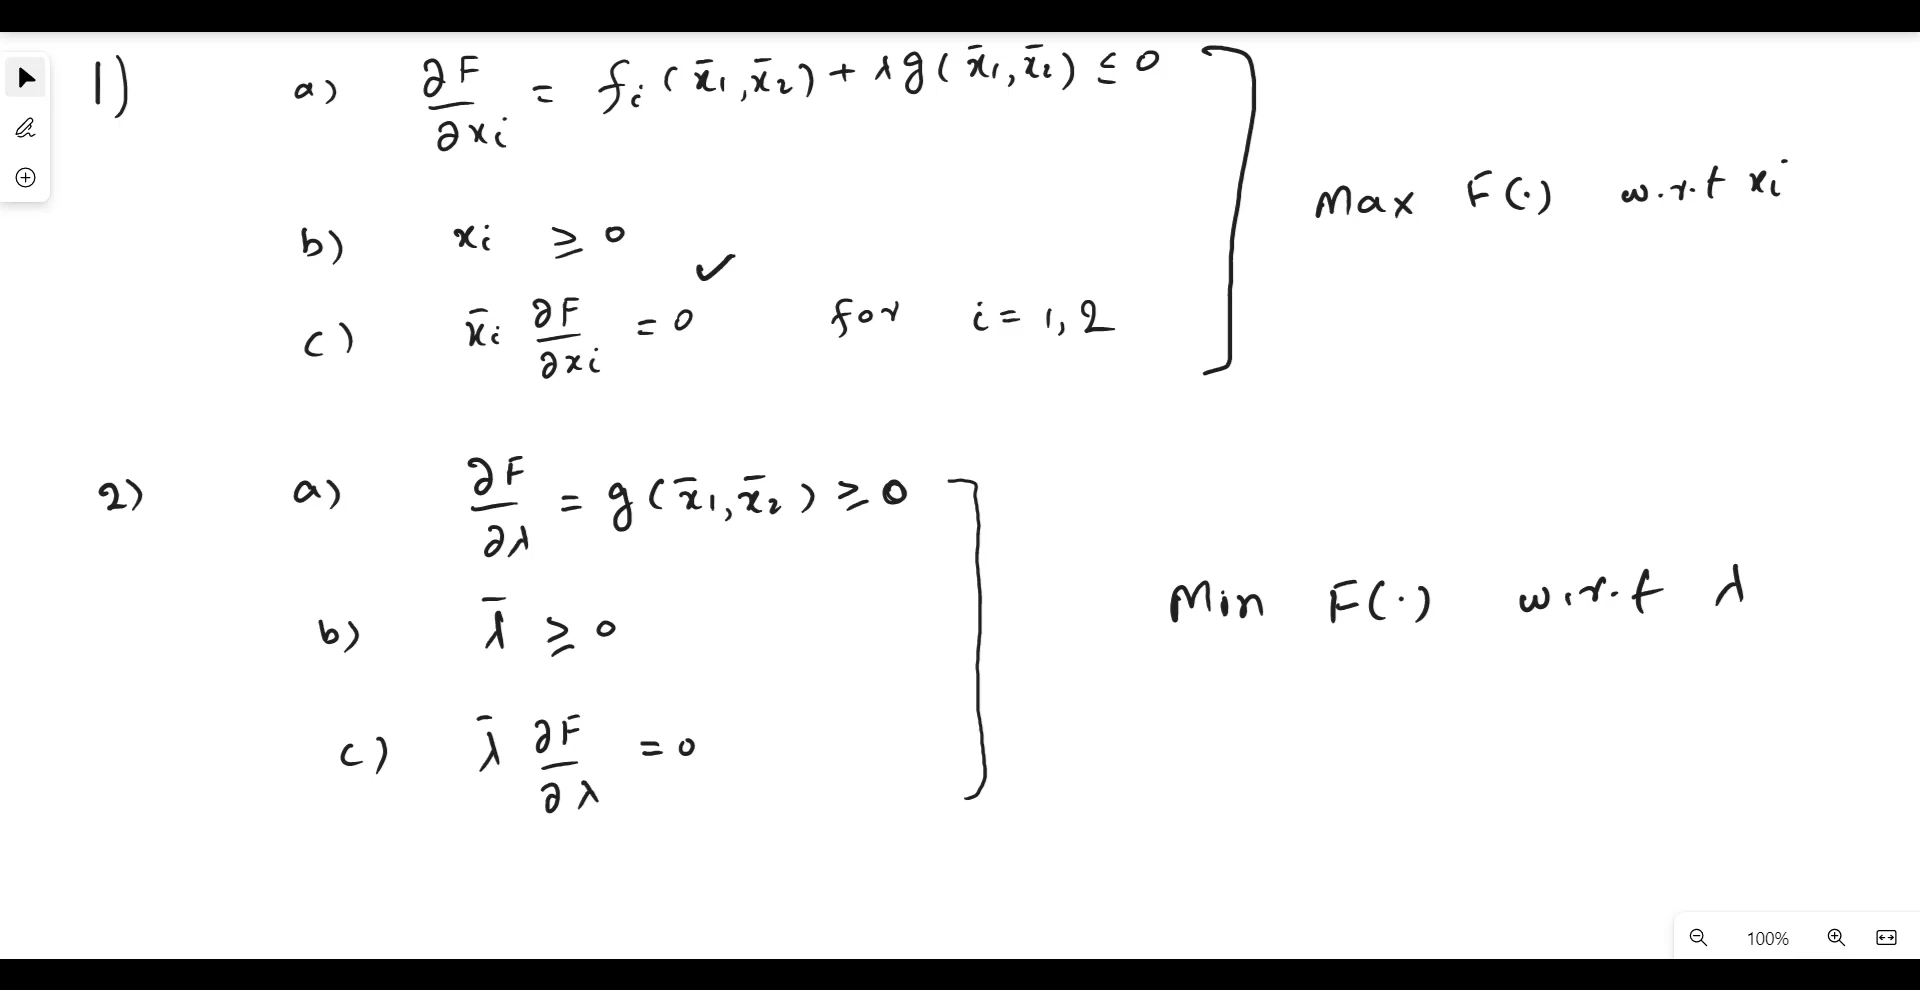 1) a) ∂F/∂xi = fi (x̄1, x̄2) + λ g( x̄1, x̄2) ≤ 0
Max F(·) w.r.t xi
b) xi ≥ 0 ✓
c) x̄i ∂F/∂xi = 0 for i = 1, 2
2) a) ∂F/∂λ = g( x̄1, x̄2 ) ≥ 0
b) λ̄ ≥ 0
Min F(·) w.r.t λ
c) λ̄ ∂F/∂λ = 0
100%